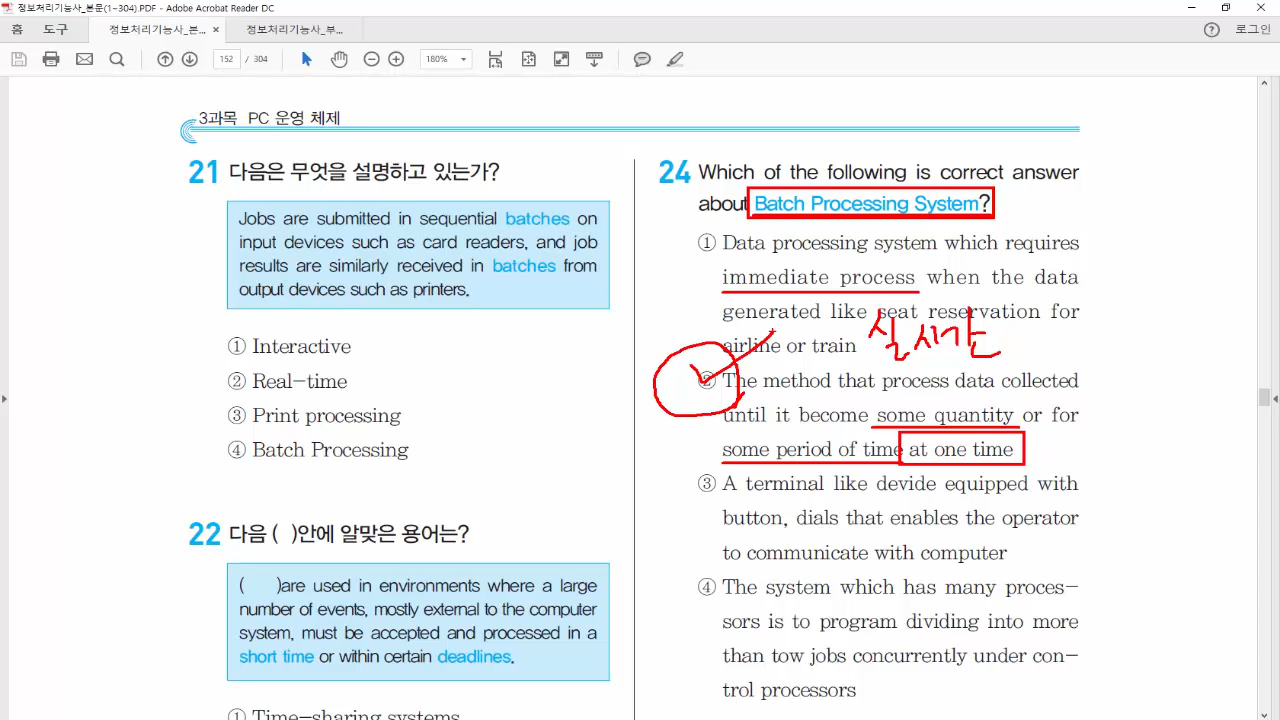 정보처리기능사_본문(1~304).PDF - Adobe Acrobat Reader DC
홈 도구 정보처리기능사_본... × 정보처리기능사_부... 로그인
152 / 304 180%
3과목 PC 운영 체제
21 다음은 무엇을 설명하고 있는가?
Jobs are submitted in sequential batches on
input devices such as card readers, and job
results are similarly received in batches from
output devices such as printers.
① Interactive
② Real-time
③ Print processing
④ Batch Processing
22 다음 ( )안에 알맞은 용어는?
( )are used in environments where a large
number of events, mostly external to the computer
system, must be accepted and processed in a
short time or within certain deadlines.
① Time-sharing systems
24 Which of the following is correct answer
about Batch Processing System?
① Data processing system which requires
immediate process when the data
generated like seat reservation for
airline or train 실시간
② The method that process data collected
until it become some quantity or for
some period of time at one time
③ A terminal like devide equipped with
button, dials that enables the operator
to communicate with computer
④ The system which has many proces-
sors is to program dividing into more
than tow jobs concurrently under con-
trol processors